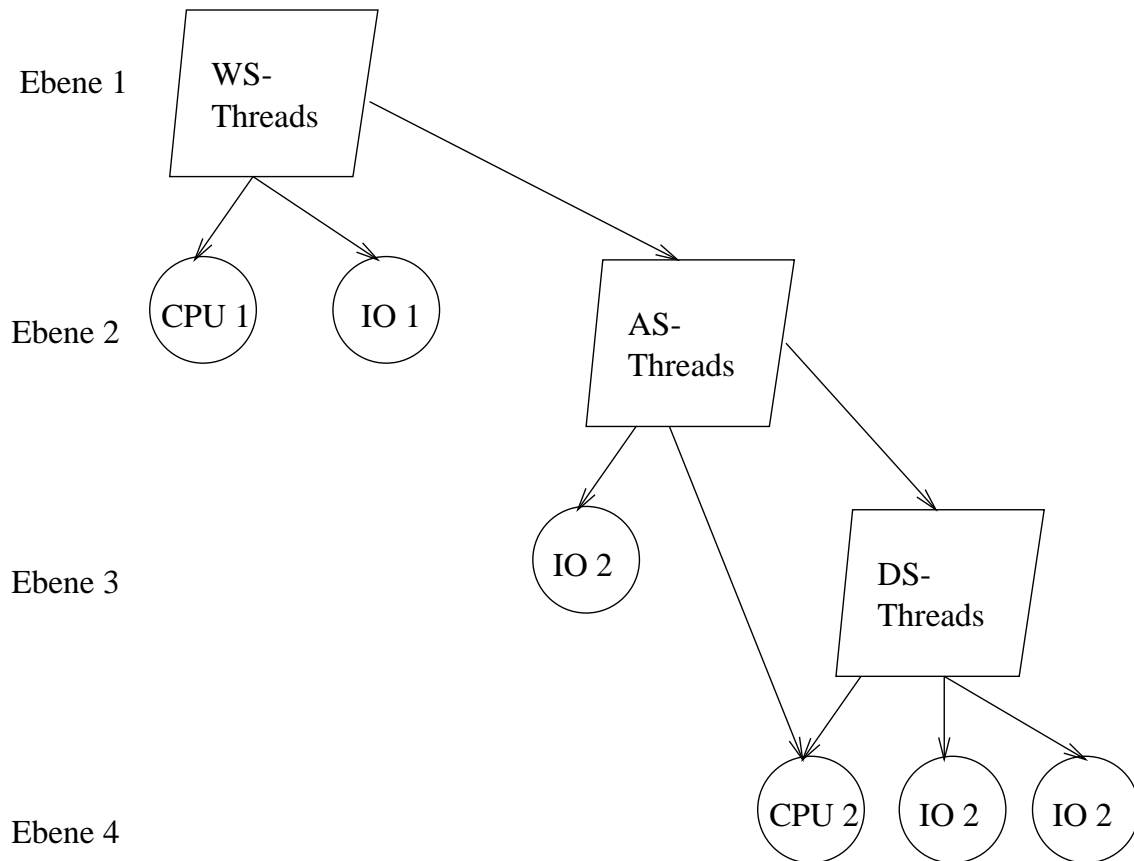 Ebene 1
WS-
Threads
Ebene 2
CPU 1
IO 1
AS-
Threads
Ebene 3
IO 2
DS-
Threads
Ebene 4
CPU 2
IO 2
IO 2